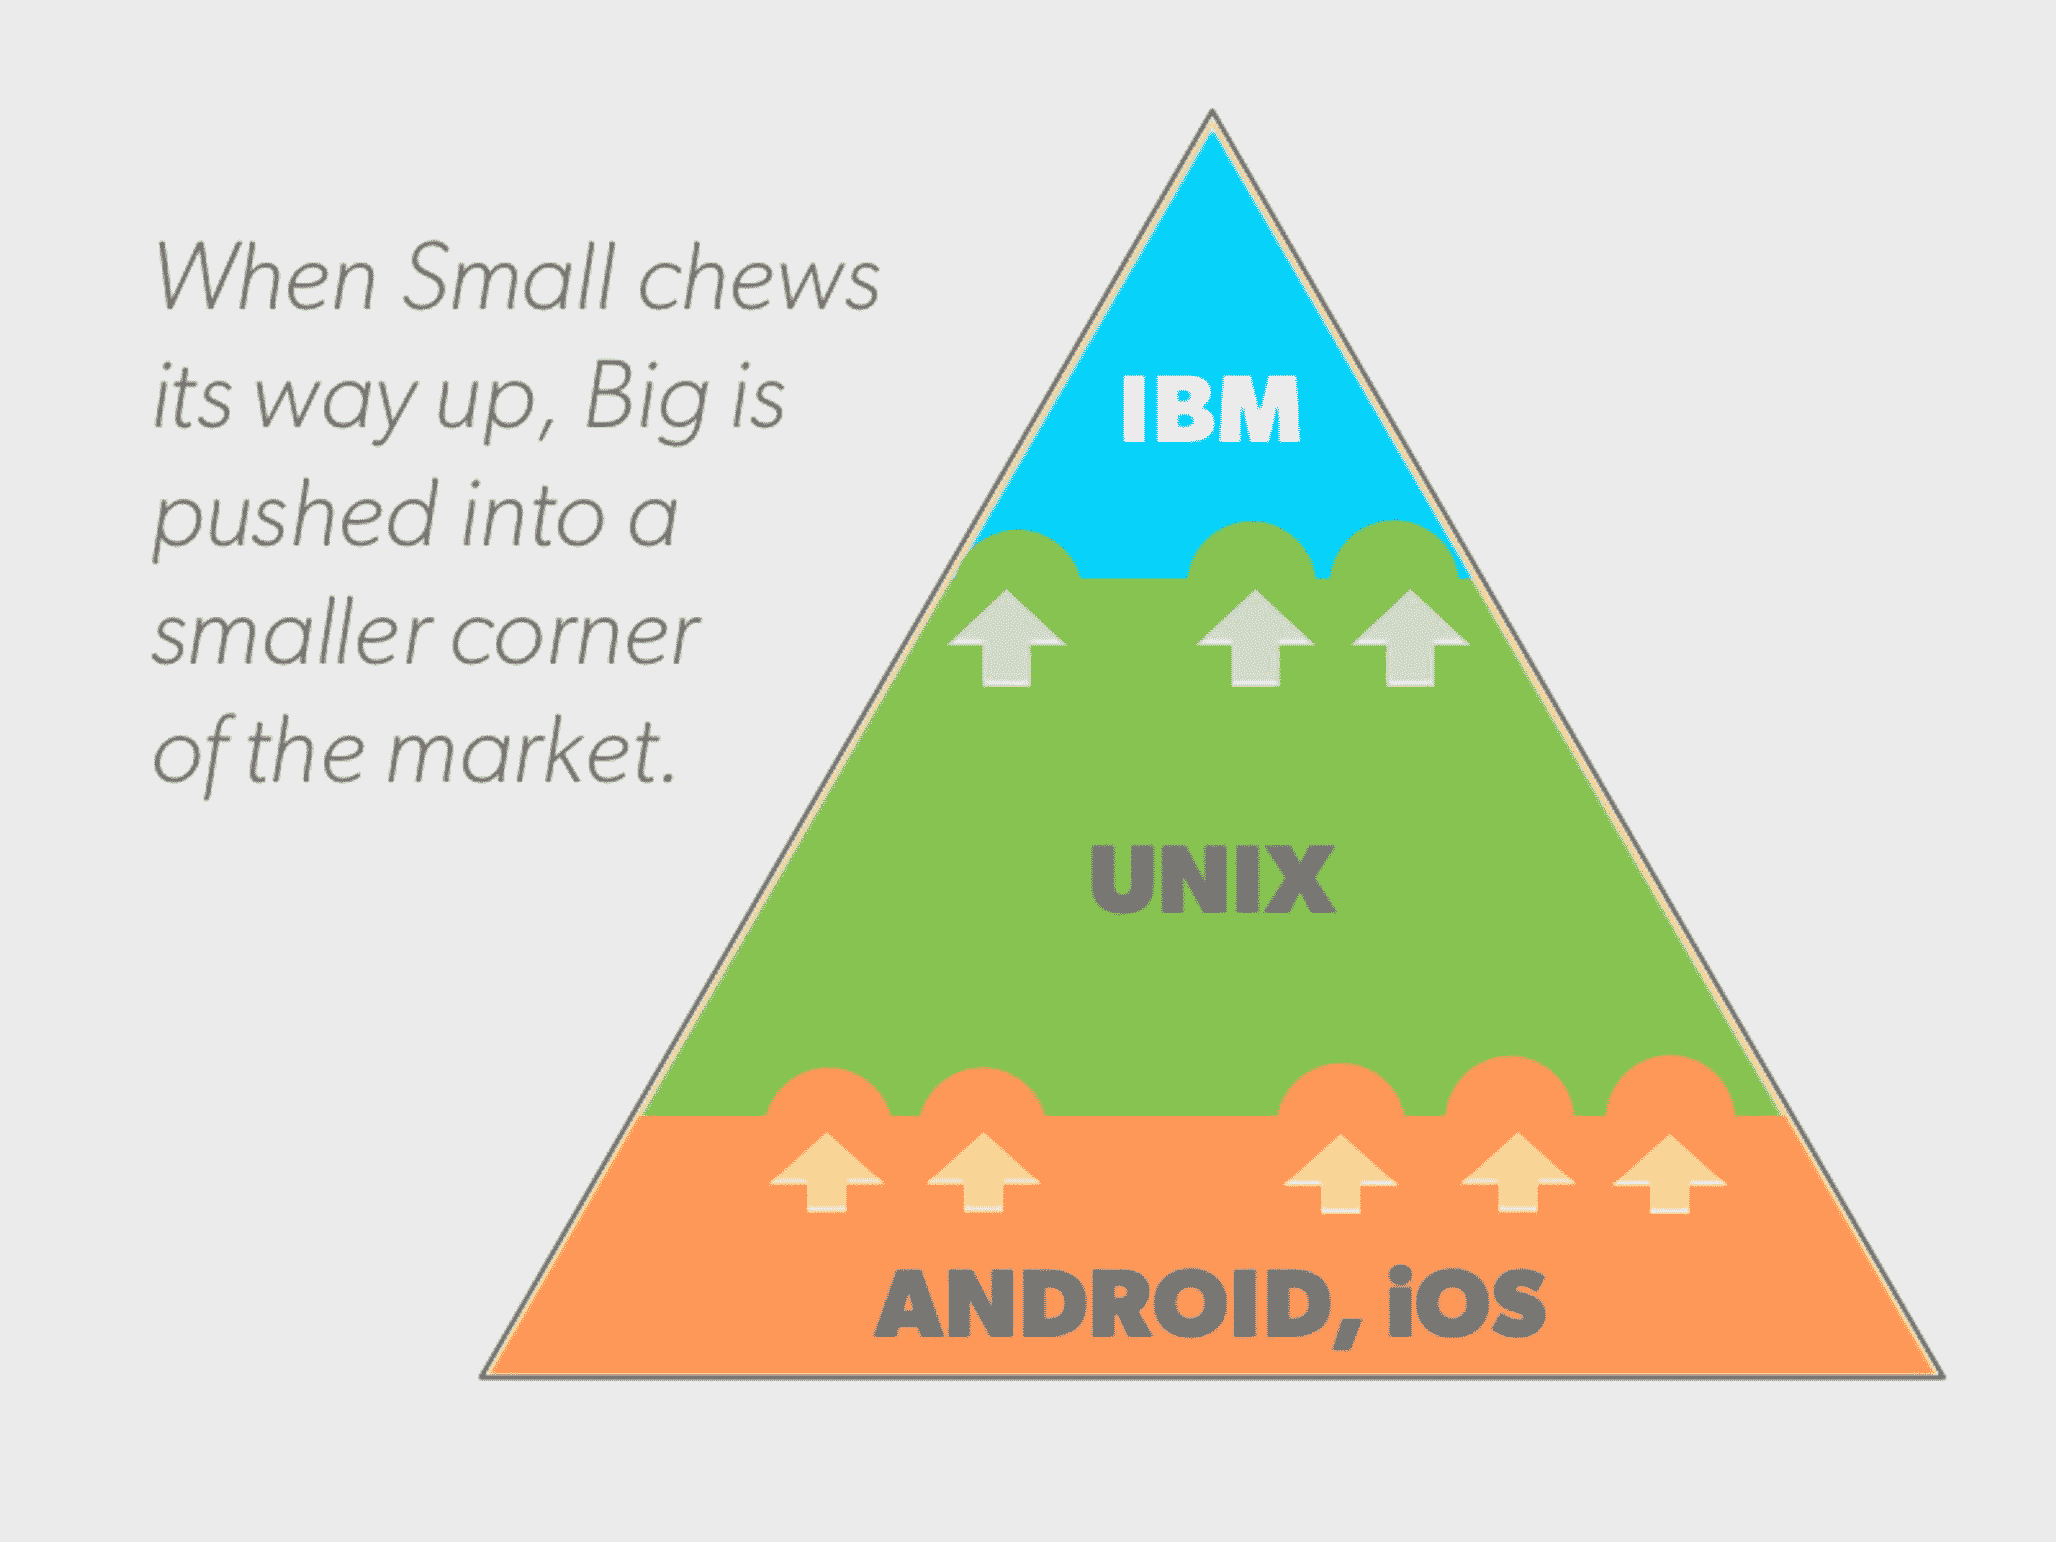 When Small chews
its way up, Big is
pushed into a
smaller corner
of the market.
IBM
UNIX
ANDROID, iOS